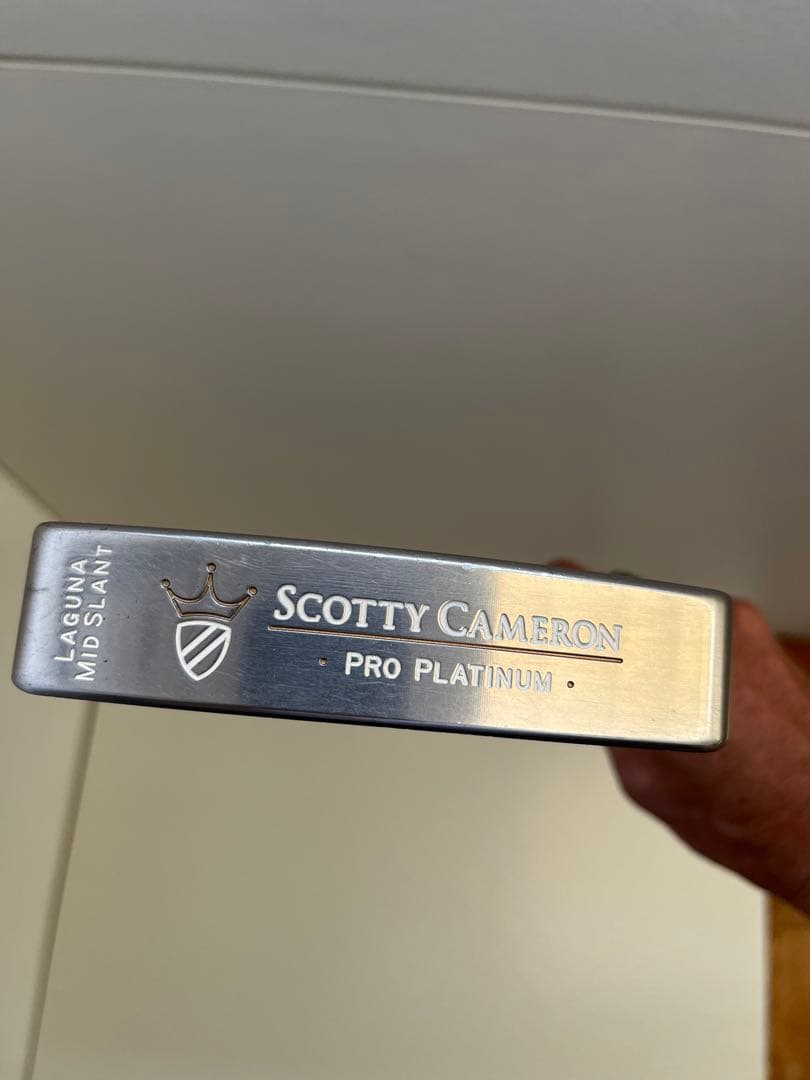 LAGUNA
MID SLANT
SCOTTY CAMERON
· PRO PLATINUM ·